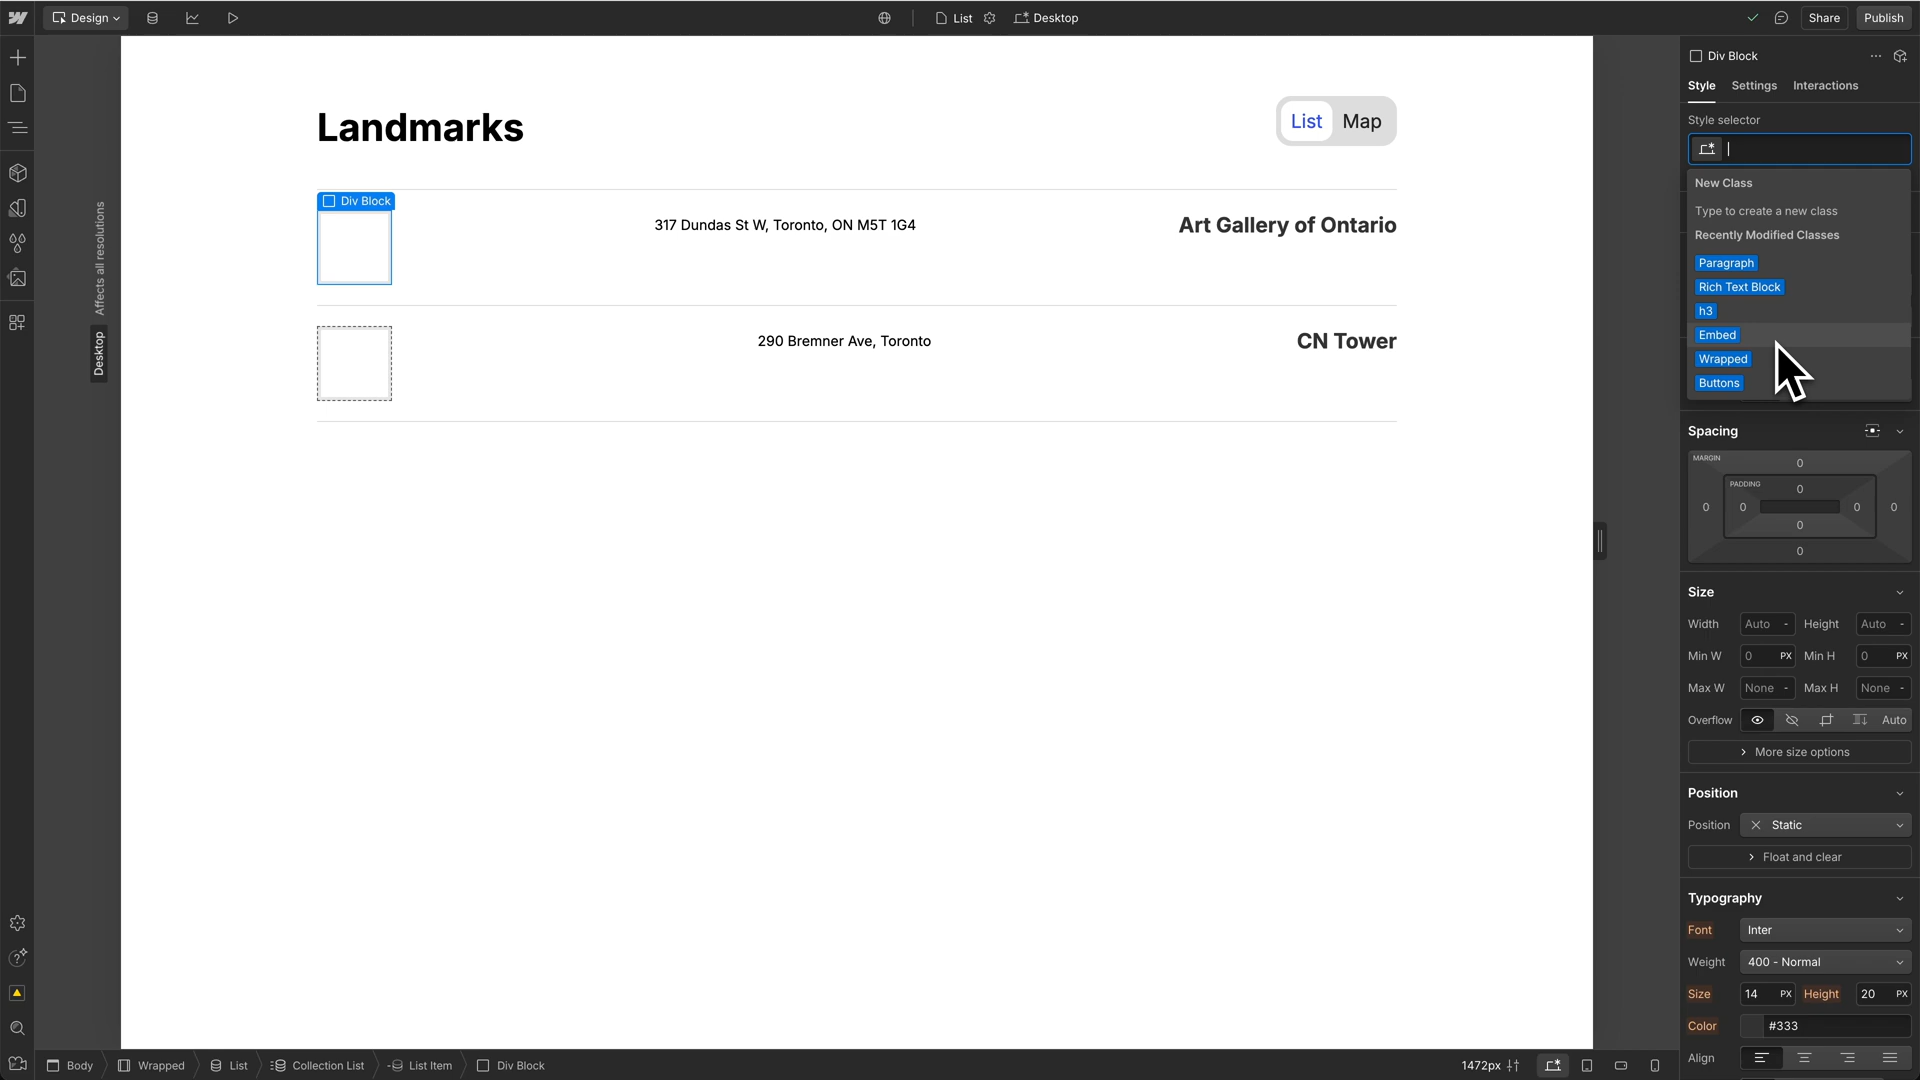 Design
List
Desktop
Share
Publish
Landmarks
List
Map
Div Block
317 Dundas St W, Toronto, ON M5T 1G4
Art Gallery of Ontario
290 Bremner Ave, Toronto
CN Tower
Affects all resolutions
Desktop
Div Block
Style
Settings
Interactions
Style selector
New Class
Type to create a new class
Recently Modified Classes
Paragraph
Rich Text Block
h3
Embed
Wrapped
Buttons
Spacing
MARGIN
0
PADDING
0
0
0
0
0
0
0
Size
Width
Auto
-
Height
Auto
-
Min W
0
PX
Min H
0
PX
Max W
None
-
Max H
None
-
Overflow
Auto
More size options
Position
Position
Static
Float and clear
Typography
Font
Inter
Weight
400 - Normal
Size
14
PX
Height
20
PX
Color
#333
Align
Body
Wrapped
List
Collection List
List Item
Div Block
1472px